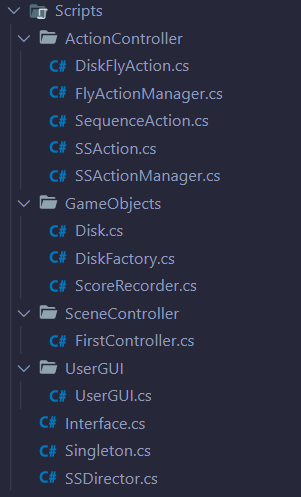 Scripts
ActionController
C# DiskFlyAction.cs
C# FlyActionManager.cs
C# SequenceAction.cs
C# SSAction.cs
C# SSActionManager.cs
GameObjects
C# Disk.cs
C# DiskFactory.cs
C# ScoreRecorder.cs
SceneController
C# FirstController.cs
UserGUI
C# UserGUI.cs
C# Interface.cs
C# Singleton.cs
C# SSDirector.cs